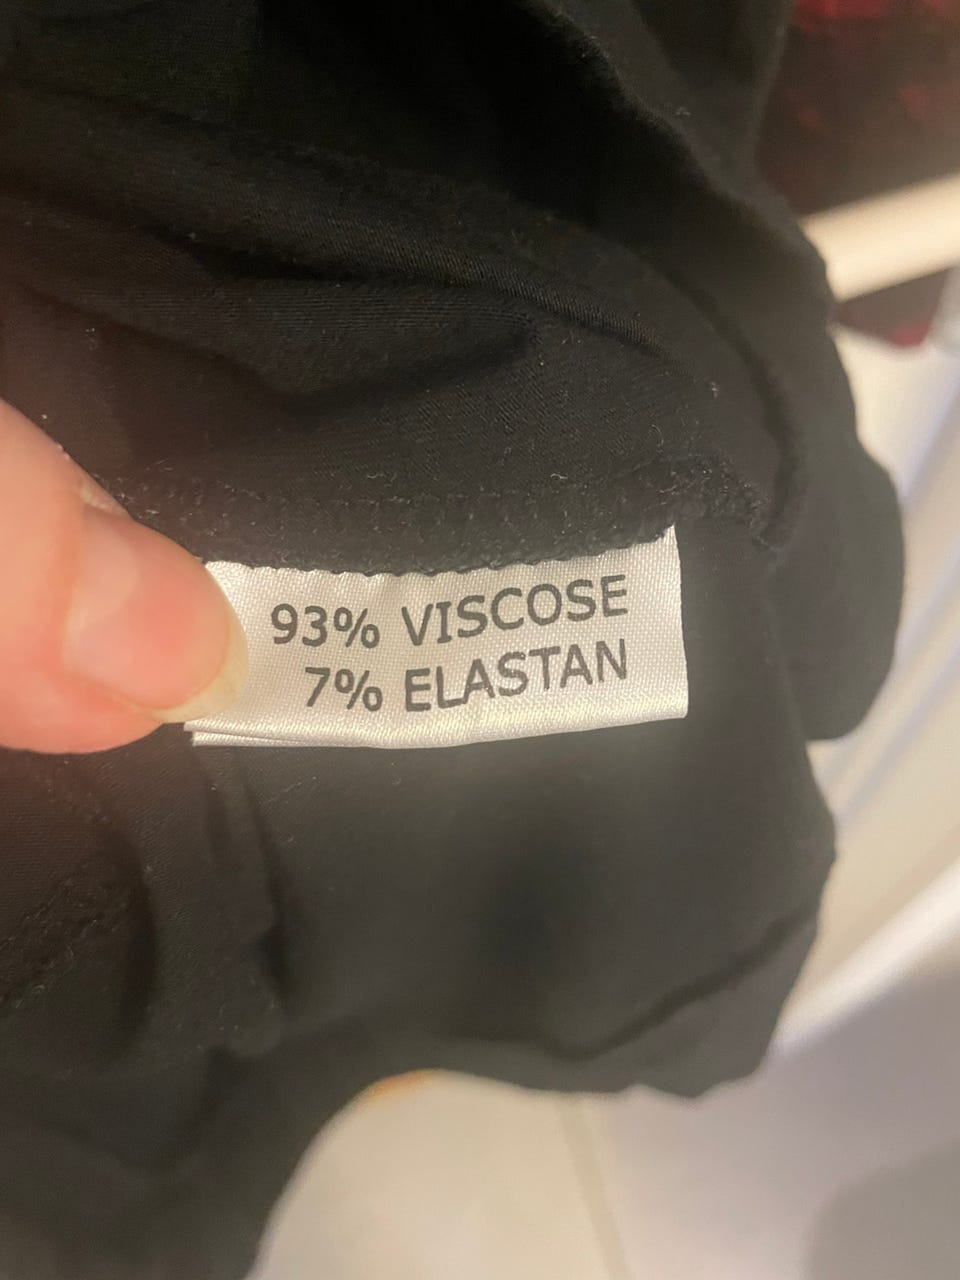 93% VISCOSE
7% ELASTAN